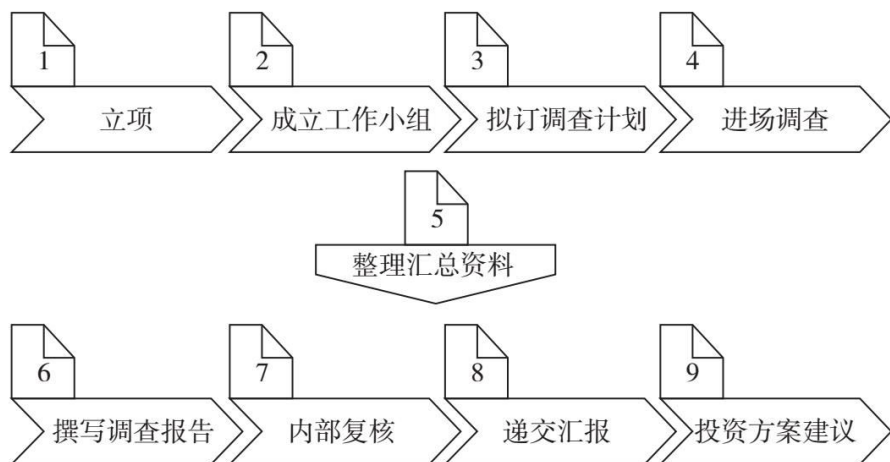 1
2
3
4
立项
成立工作小组
拟订调查计划
进场调查
5
整理汇总资料
6
7
8
9
撰写调查报告
内部复核
递交汇报
投资方案建议